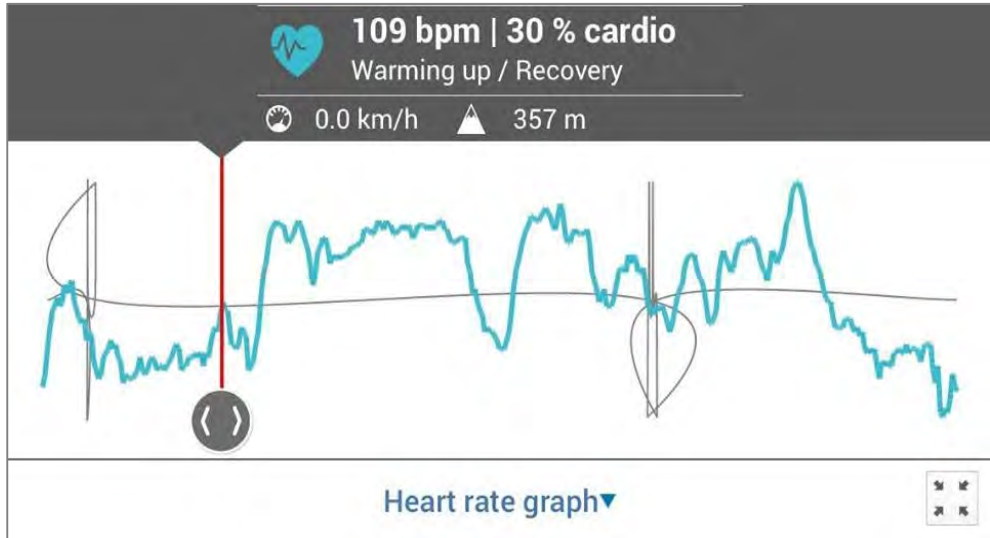 109 bpm | 30 % cardio
Warming up / Recovery
0.0 km/h 357 m
Heart rate graph